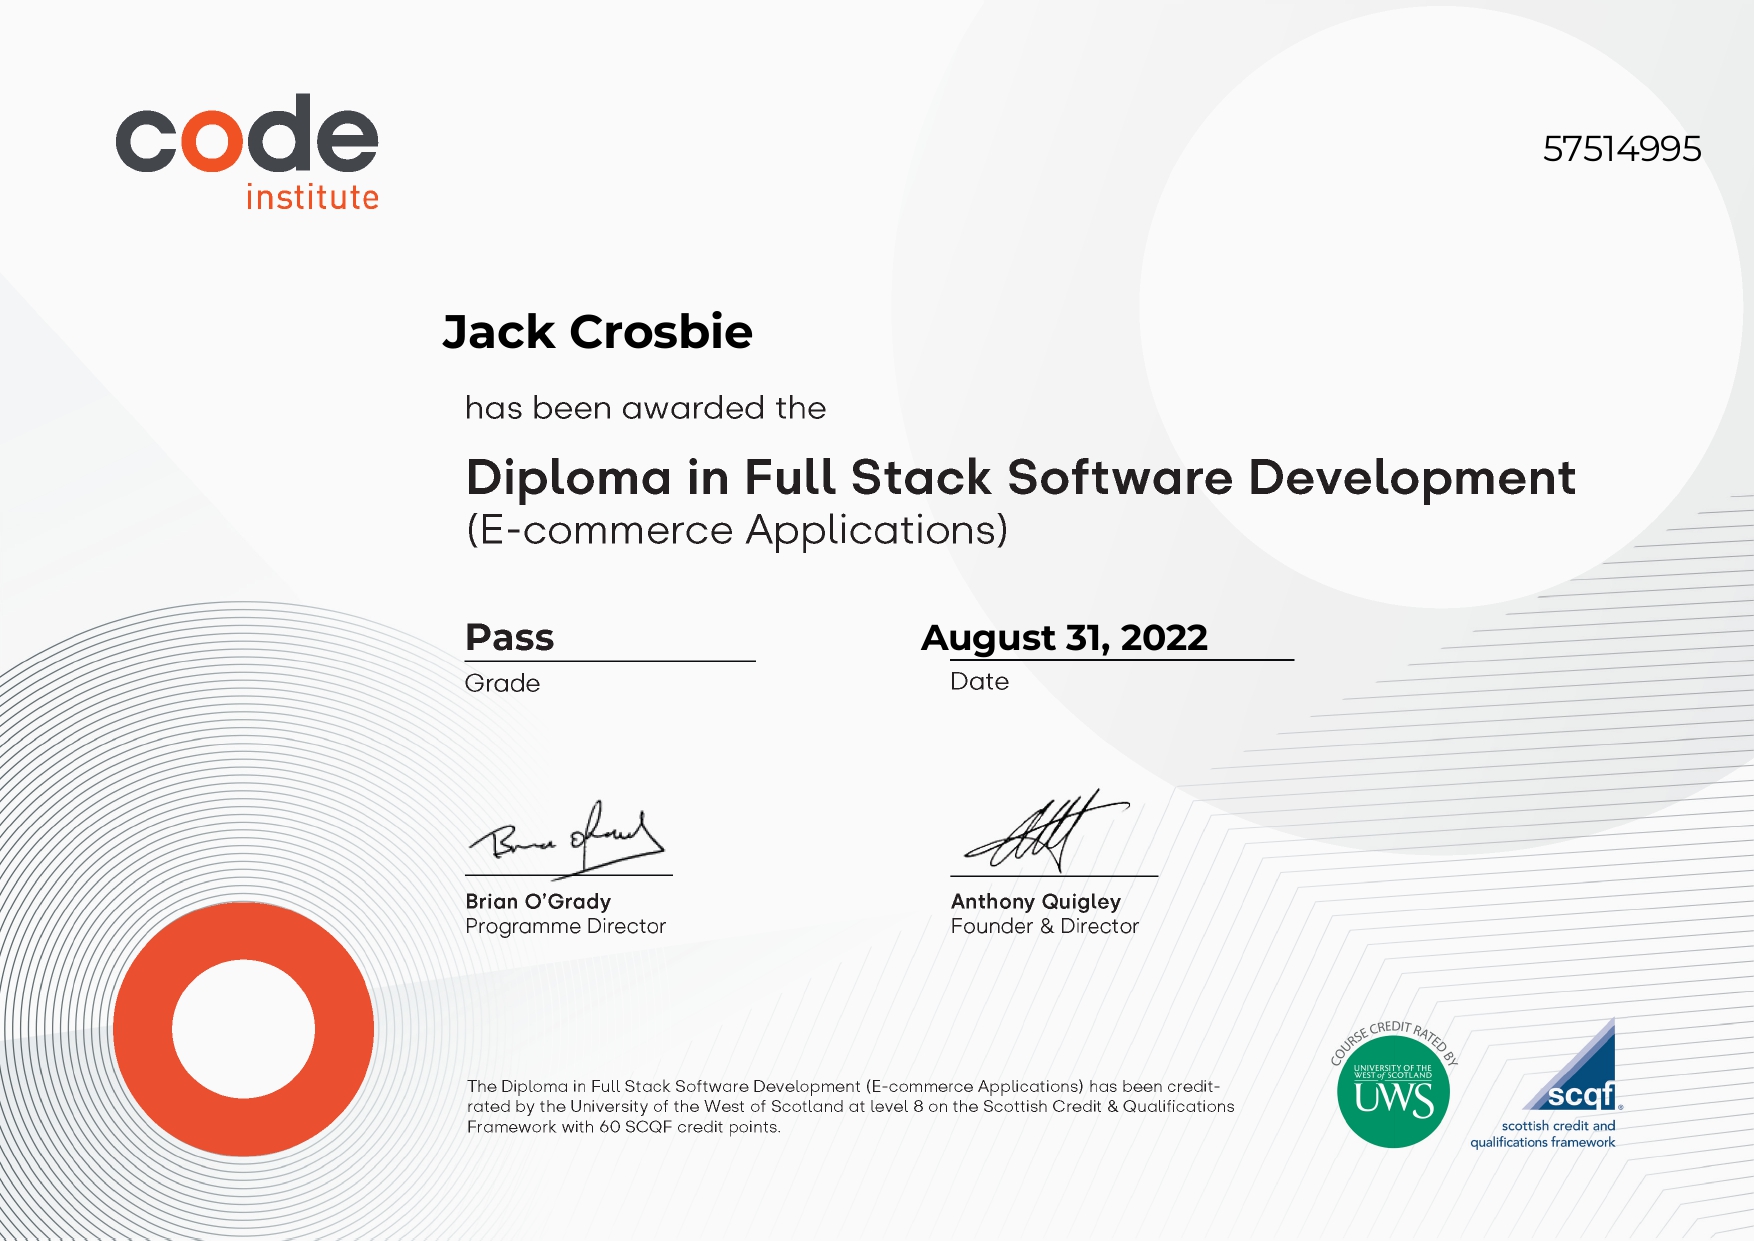 code
institute
57514995
Jack Crosbie
has been awarded the
Diploma in Full Stack Software Development
(E-commerce Applications)
Pass
Grade
August 31, 2022
Date
Brian O'Grady
Programme Director
Anthony Quigley
Founder & Director
The Diploma in Full Stack Software Development (E-commerce Applications) has been credit-
rated by the University of the West of Scotland at level 8 on the Scottish Credit & Qualifications
Framework with 60 SCQF credit points.
COURSE CREDIT RATED BY
UNIVERSITY OF THE
WEST of SCOTLAND
UWS
scqf®
scottish credit and
qualifications framework